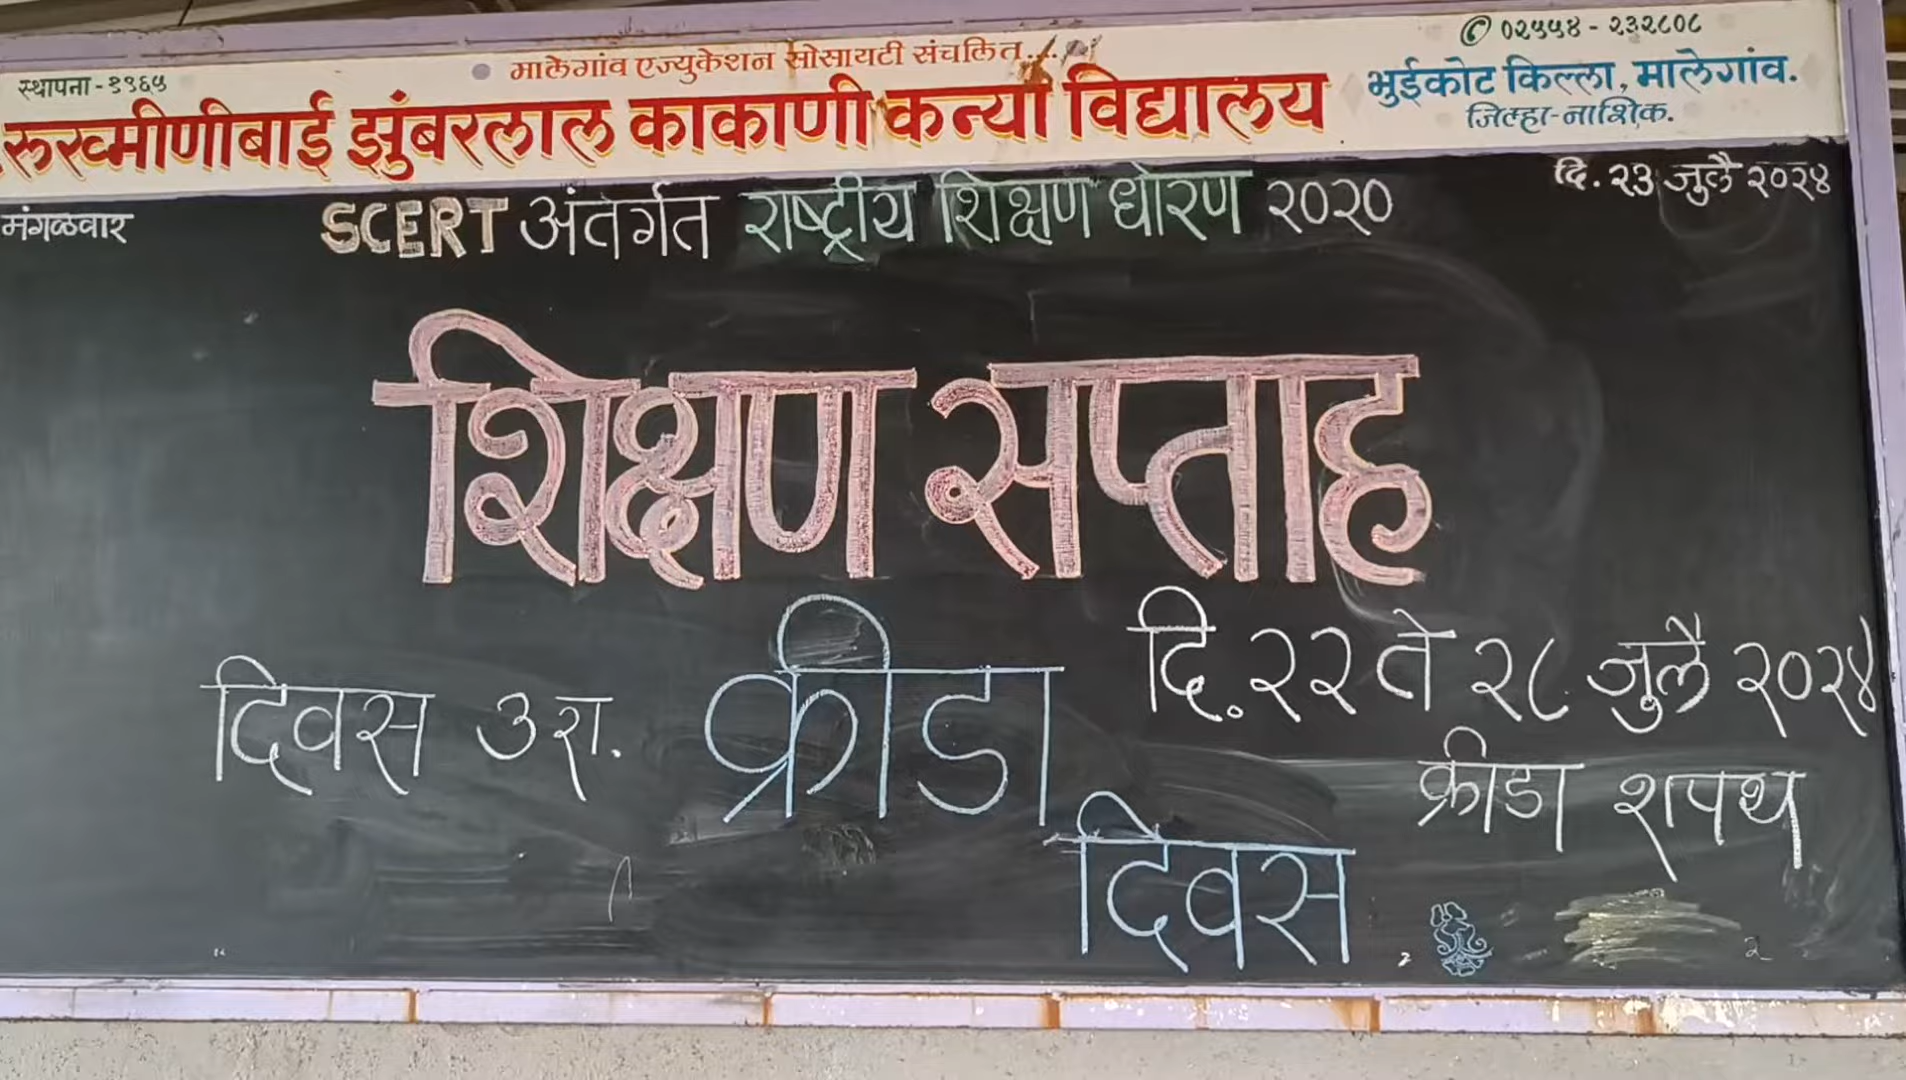 ✆ ०२५५४ - २३२८०८
मालेगांव एज्युकेशन सोसायटी संचलित....
स्थापना - १९६५
रूख्मीणीबाई झुंबरलाल काकाणी कन्या विद्यालय
भुईकोट किल्ला, मालेगांव.
जिल्हा-नाशिक.
मंगळवार
SCERT अंतर्गत राष्ट्रीय शिक्षण धोरण २०२०
दि. २३ जुलै २०२४
शिक्षण सप्ताह
दि. २२ ते २८ जुलै २०२४
दिवस ३ रा.
क्रीडा
दिवस
क्रीडा शपथ